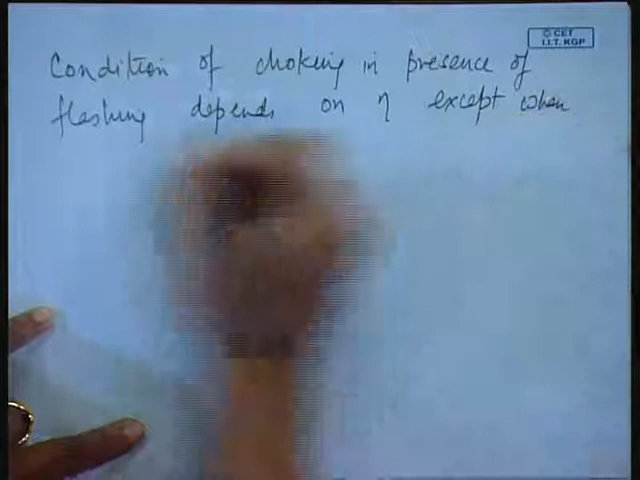 © CET
I.I.T. KGP
Condition of choking in presence of
flashing depends on η except when